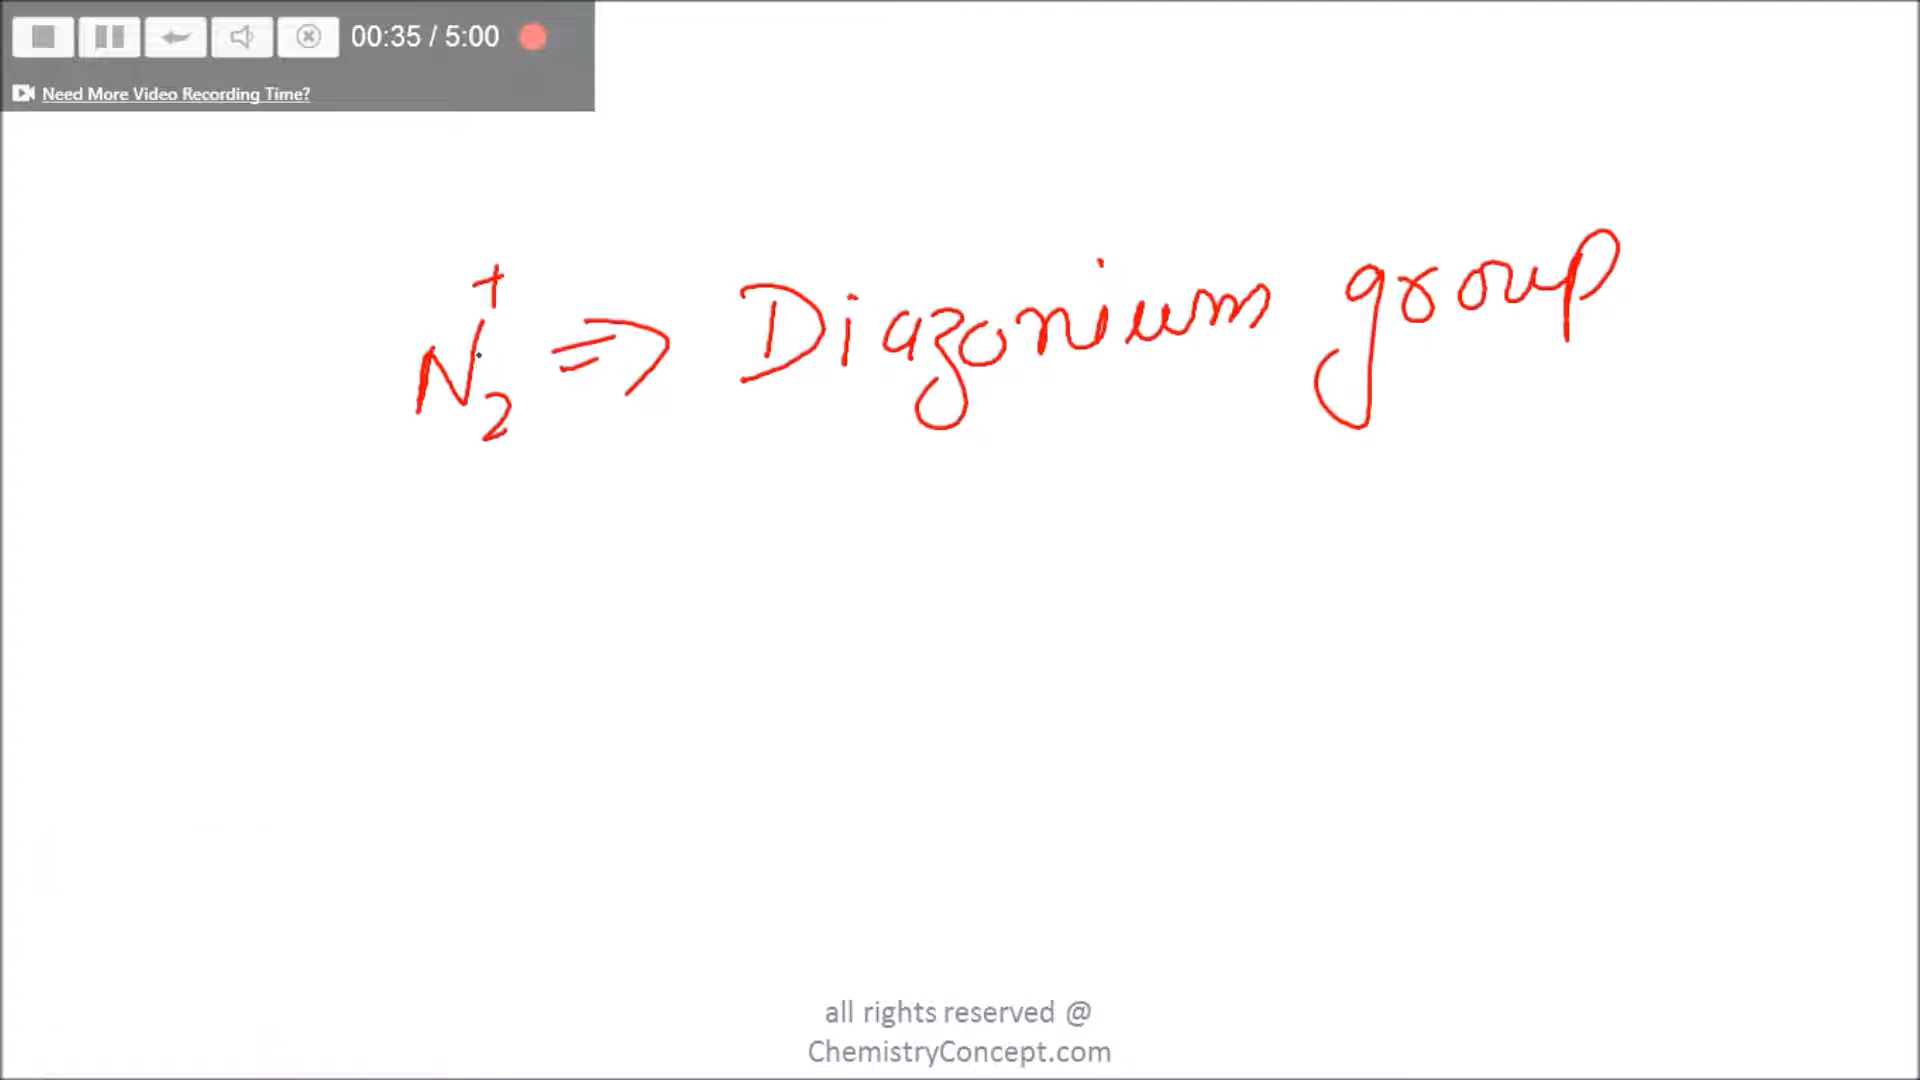 00:35 / 5:00
Need More Video Recording Time?
N₂⁺ ⇒ Diazonium group
all rights reserved @
ChemistryConcept.com